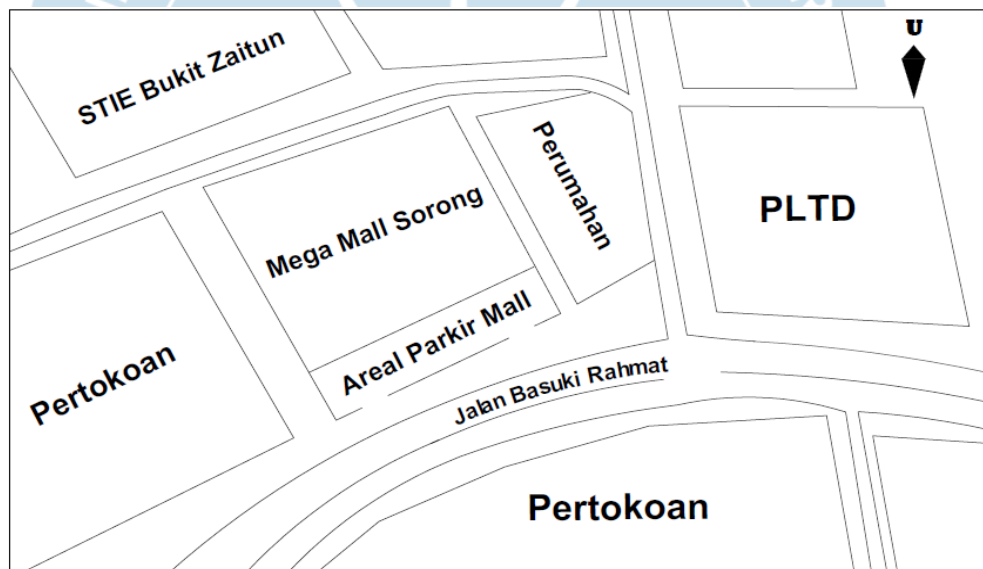 U
STIE Bukit Zaitun
Perumahan
Mega Mall Sorong
PLTD
Areal Parkir Mall
Pertokoan
Jalan Basuki Rahmat
Pertokoan